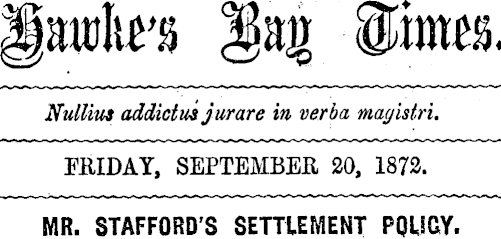 Hawke's Bay Times.
Nullius addictus jurare in verba magistri.
FRIDAY, SEPTEMBER 20, 1872.
MR. STAFFORD'S SETTLEMENT POLICY.